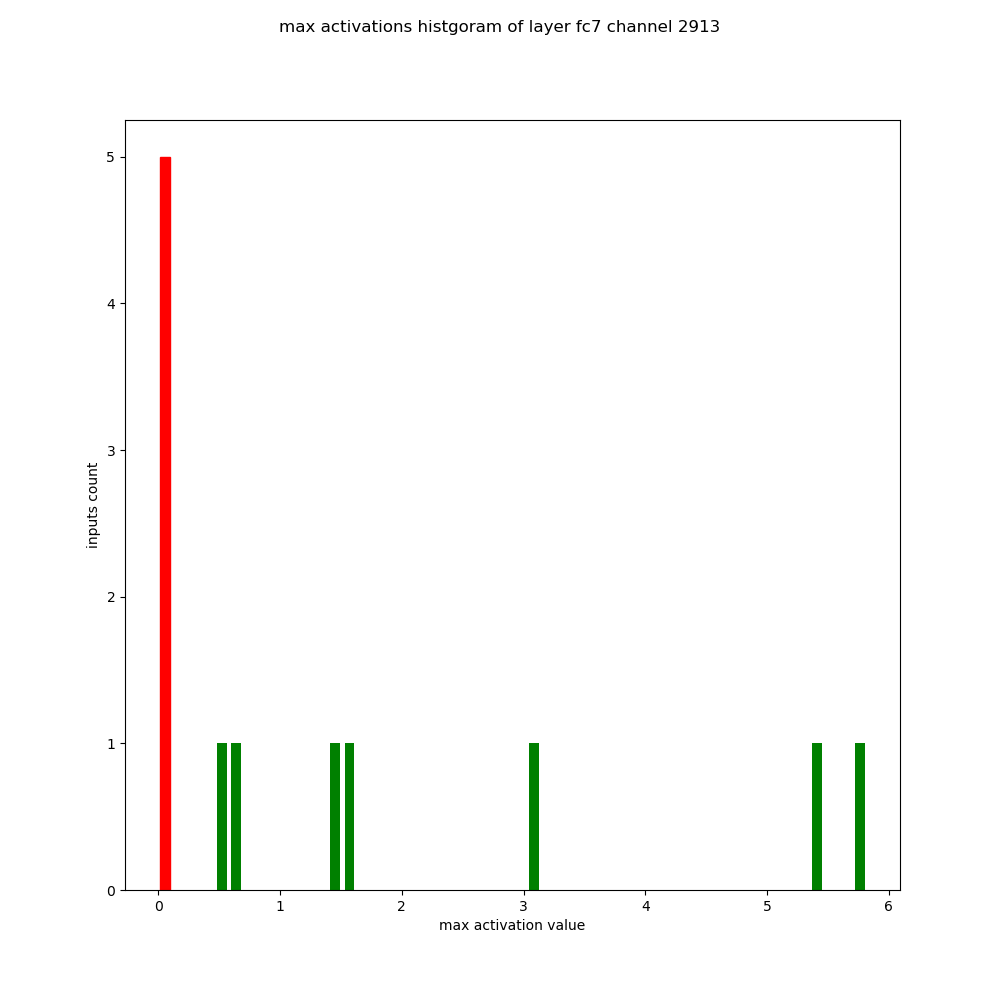 max activations histgoram of layer fc7 channel 2913
5
4
3
2
1
0
inputs count
0 1 2 3 4 5 6
max activation value